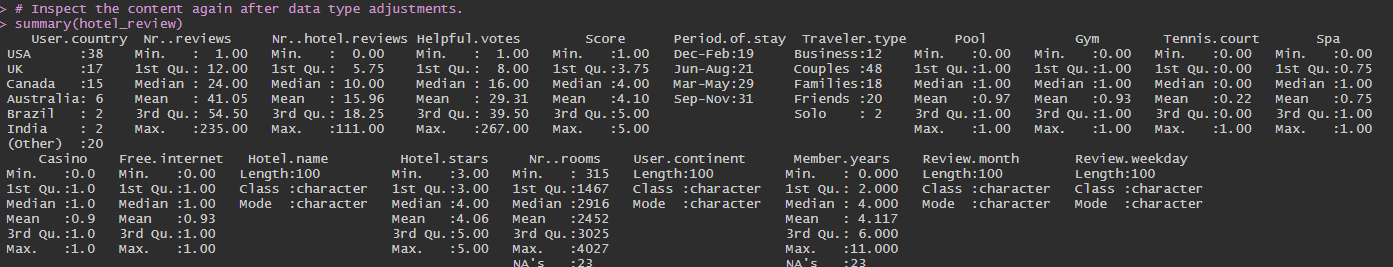 > # Inspect the content again after data type adjustments.
> summary(hotel_review)
   User.country  Nr..reviews     Nr..hotel.reviews Helpful.votes        Score      Period.of.stay  Traveler.type      Pool           Gym        Tennis.court       Spa
USA      :38   Min.   :  1.00   Min.   :  0.00   Min.   :  1.00   Min.   :1.00   Dec-Feb:19   Business:12   Min.   :0.00   Min.   :0.00   Min.   :0.00   Min.   :0.00
UK       :17   1st Qu.: 12.00   1st Qu.:  5.75   1st Qu.:  8.00   1st Qu.:3.75   Jun-Aug:21   Couples :48   1st Qu.:1.00   1st Qu.:1.00   1st Qu.:0.00   1st Qu.:0.75
Canada   :15   Median : 24.00   Median : 10.00   Median : 16.00   Median :4.00   Mar-May:29   Families:18   Median :1.00   Median :1.00   Median :0.00   Median :1.00
Australia: 6   Mean   : 41.05   Mean   : 15.96   Mean   : 29.31   Mean   :4.10   Sep-Nov:31   Friends :20   Mean   :0.97   Mean   :0.93   Mean   :0.22   Mean   :0.75
Brazil   : 2   3rd Qu.: 54.50   3rd Qu.: 18.25   3rd Qu.: 39.50   3rd Qu.:5.00   Solo    : 2   3rd Qu.:1.00   3rd Qu.:1.00   3rd Qu.:0.00   3rd Qu.:1.00
India    : 2   Max.   :235.00   Max.   :111.00   Max.   :267.00   Max.   :5.00   Max.   :1.00   Max.   :1.00   Max.   :1.00   Max.   :1.00
(Other)  :20
    Casino    Free.internet   Hotel.name          Hotel.stars      Nr..rooms     User.continent      Member.years    Review.month       Review.weekday
Min.   :0.0   Min.   :0.00   Length:100         Min.   :3.00   Min.   : 315   Length:100         Min.   : 0.000   Length:100         Length:100
1st Qu.:1.0   1st Qu.:1.00   Class :character   1st Qu.:3.00   1st Qu.:1467   Class :character   1st Qu.: 2.000   Class :character   Class :character
Median :1.0   Median :1.00   Mode  :character   Median :4.00   Median :2916   Mode  :character   Median : 4.000   Mode  :character   Mode  :character
Mean   :0.9   Mean   :0.93   Mean   :4.06   Mean   :2452   Mean   : 4.117
3rd Qu.:1.0   3rd Qu.:1.00   3rd Qu.:5.00   3rd Qu.:3025   3rd Qu.: 6.000
Max.   :1.0   Max.   :1.00   Max.   :5.00   Max.   :4027   Max.   :11.000
NA's   :23   NA's   :23